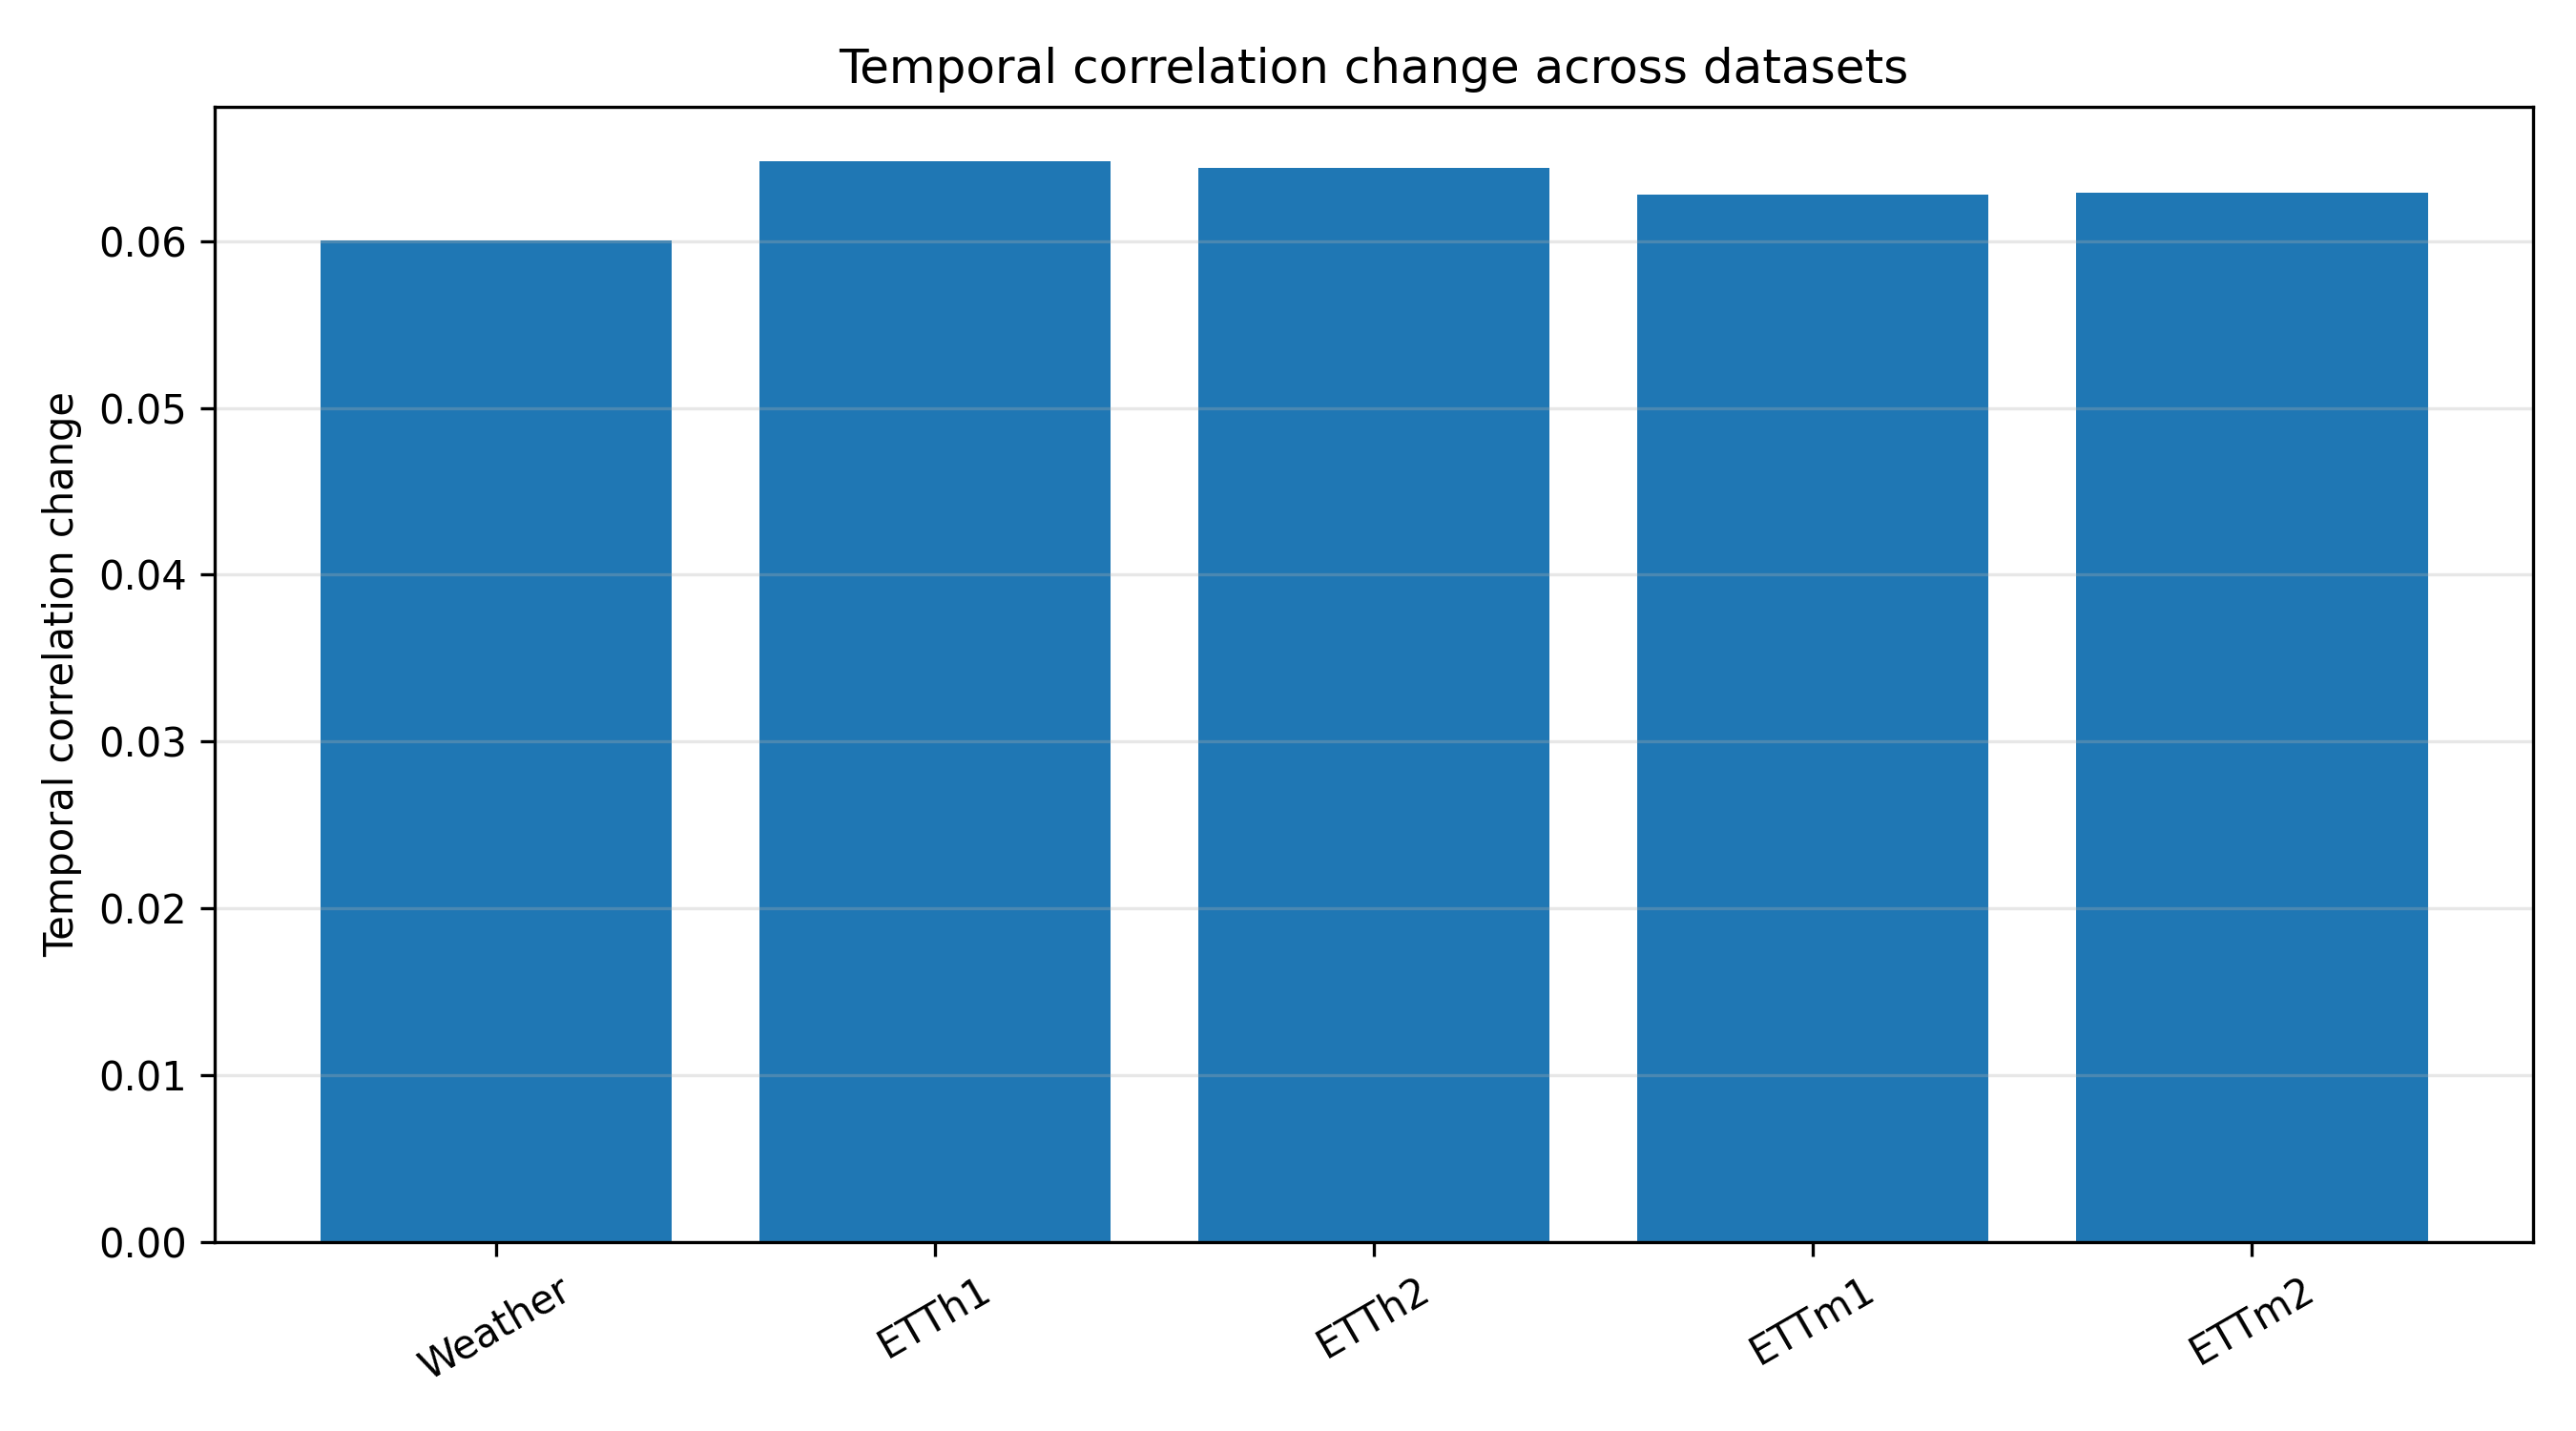 Temporal correlation change across datasets
Temporal correlation change
0.06
0.05
0.04
0.03
0.02
0.01
0.00
Weather
ETTh1
ETTh2
ETTm1
ETTm2